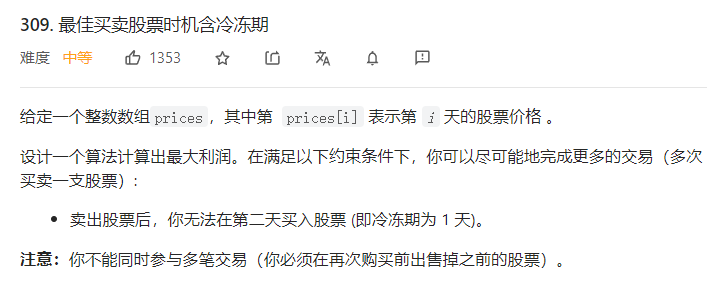 309. 最佳买卖股票时机含冷冻期
难度 中等 1353
给定一个整数数组prices，其中第 prices[i] 表示第 i 天的股票价格 。
设计一个算法计算出最大利润。在满足以下约束条件下，你可以尽可能地完成更多的交易（多次
买卖一支股票）:
• 卖出股票后，你无法在第二天买入股票 (即冷冻期为 1 天)。
注意：你不能同时参与多笔交易（你必须在再次购买前出售掉之前的股票）。